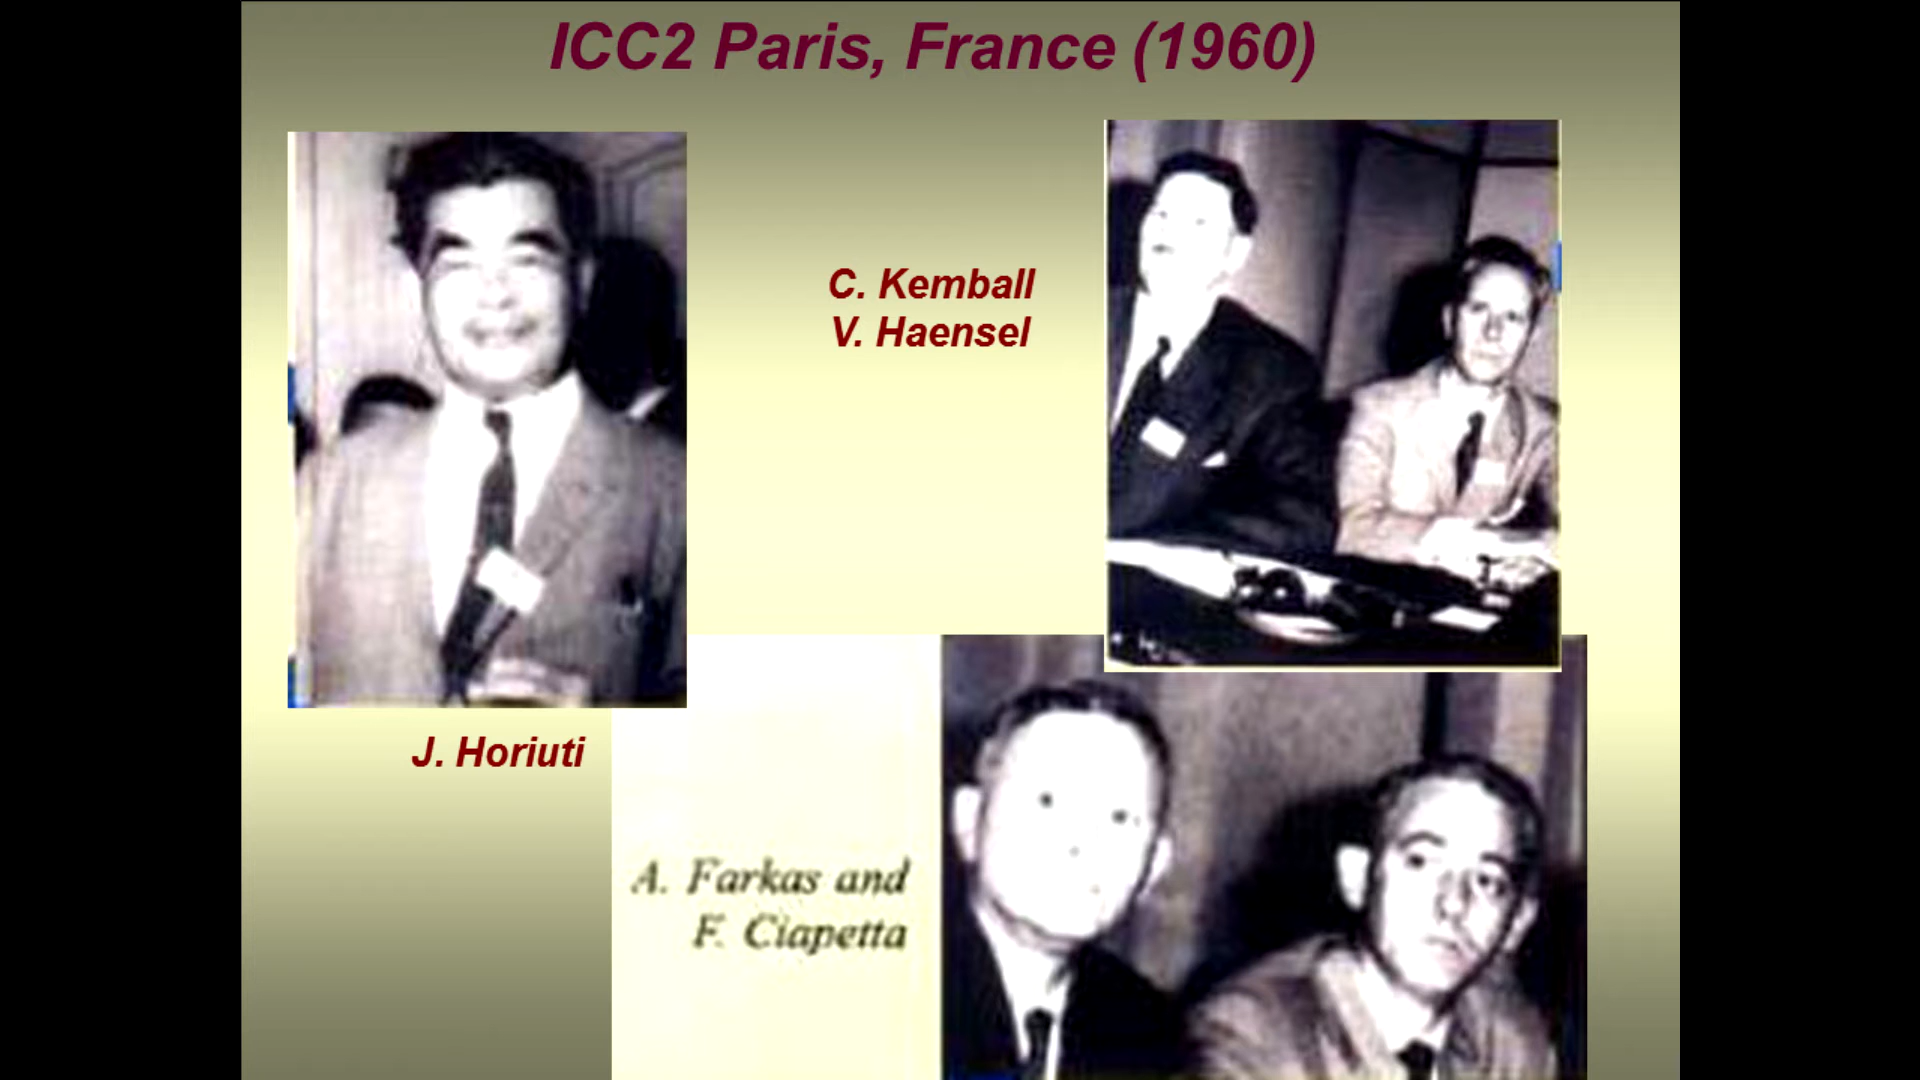 ICC2 Paris, France (1960)
C. Kemball
V. Haensel
J. Horiuti
A. Farkas and
F. Ciapetta